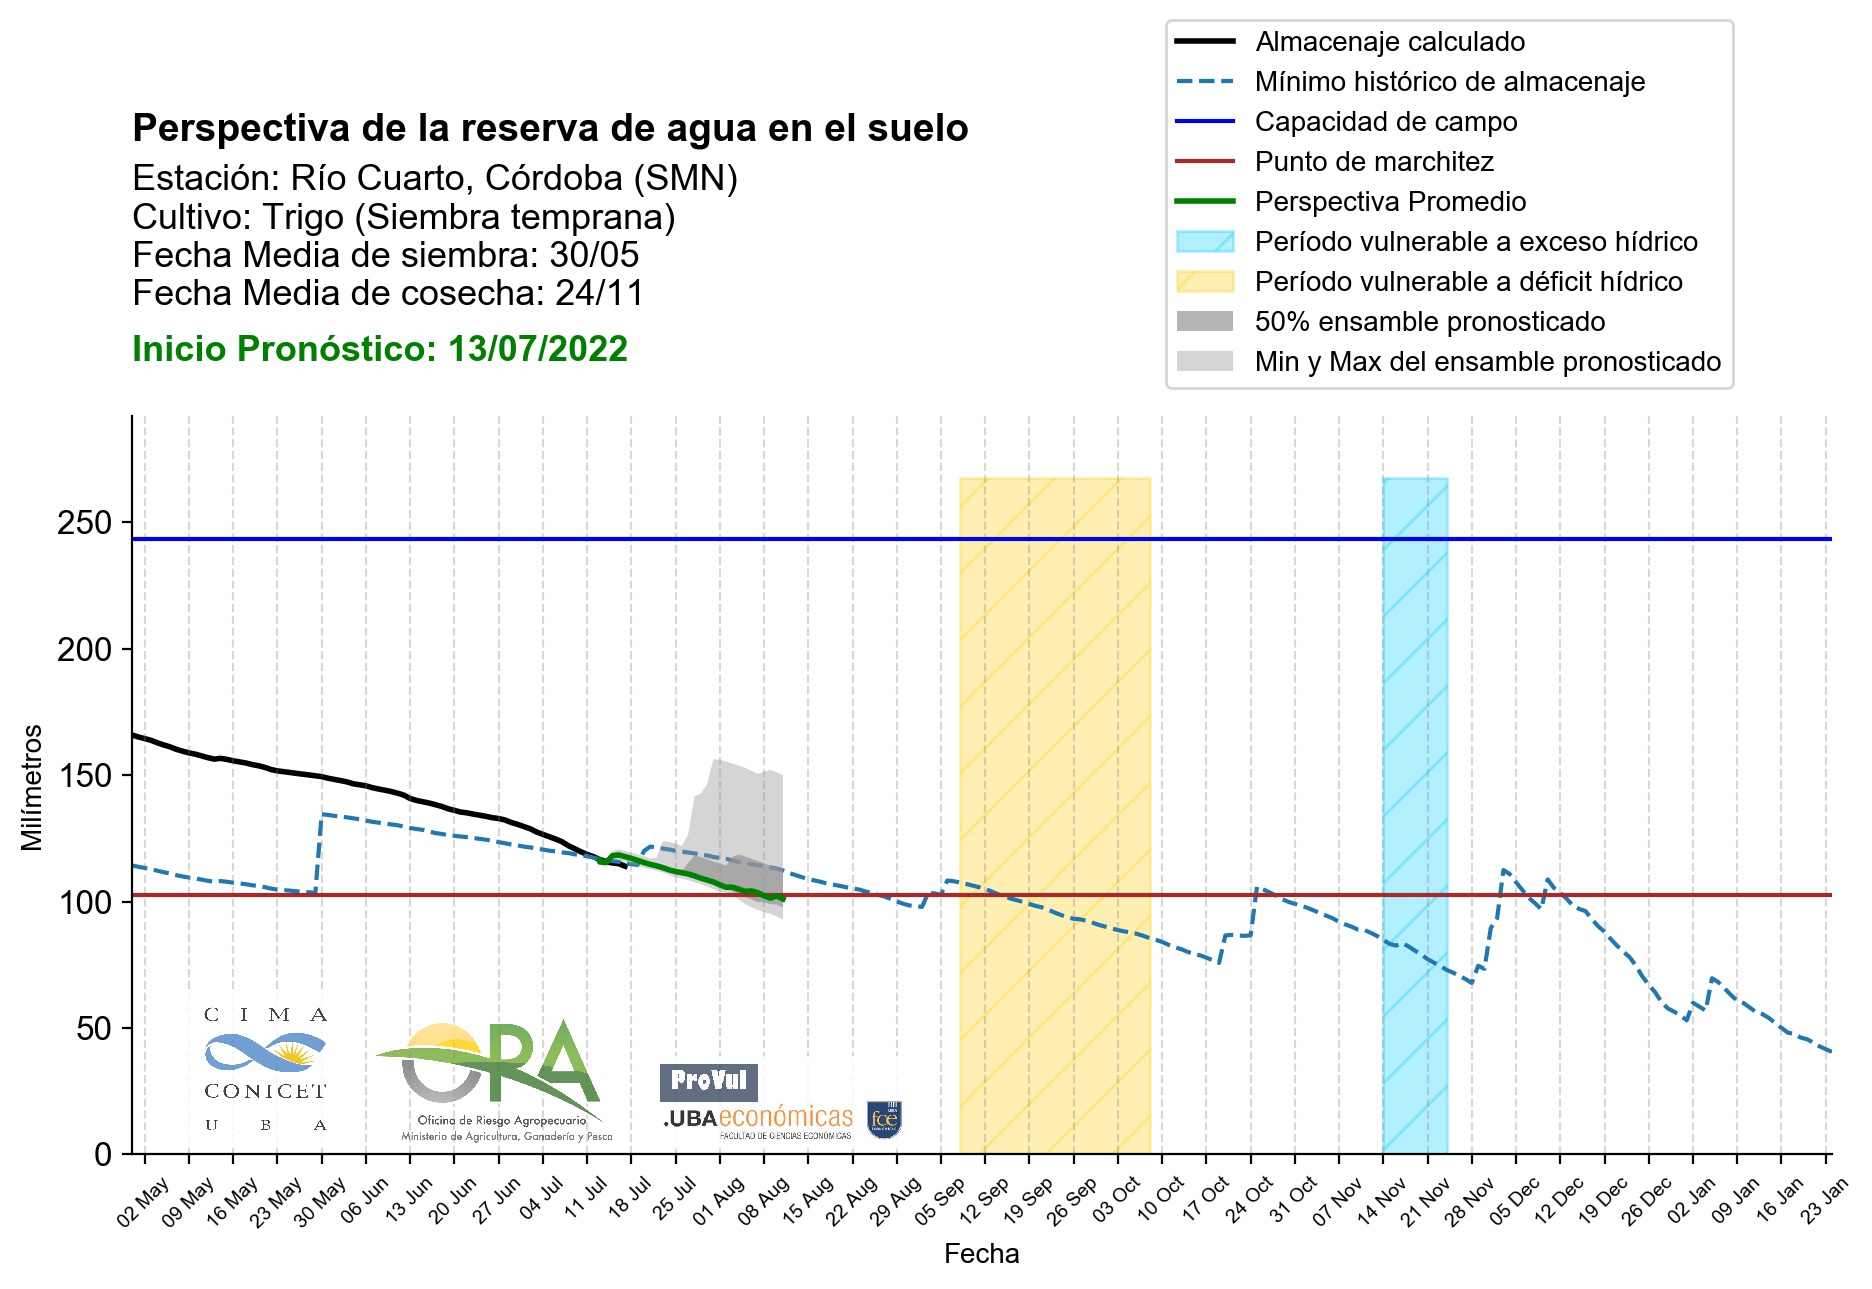 Almacenaje calculado
Mínimo histórico de almacenaje
Capacidad de campo
Punto de marchitez
Perspectiva Promedio
Período vulnerable a exceso hídrico
Período vulnerable a déficit hídrico
50% ensamble pronosticado
Min y Max del ensamble pronosticado
Perspectiva de la reserva de agua en el suelo
Estación: Río Cuarto, Córdoba (SMN)
Cultivo: Trigo (Siembra temprana)
Fecha Media de siembra: 30/05
Fecha Media de cosecha: 24/11
Inicio Pronóstico: 13/07/2022
Milímetros
250
200
150
100
50
0
CIMA
CONICET
UBA
ORA
Oficina de Riesgo Agropecuario
Ministerio de Agricultura, Ganadería y Pesca
ProVul
.UBAeconómicas
FACULTAD DE CIENCIAS ECONÓMICAS
fce
02 May
09 May
16 May
23 May
30 May
06 Jun
13 Jun
20 Jun
27 Jun
04 Jul
11 Jul
18 Jul
25 Jul
01 Aug
08 Aug
15 Aug
22 Aug
29 Aug
05 Sep
12 Sep
19 Sep
26 Sep
03 Oct
10 Oct
17 Oct
24 Oct
31 Oct
07 Nov
14 Nov
21 Nov
28 Nov
05 Dec
12 Dec
19 Dec
26 Dec
02 Jan
09 Jan
16 Jan
23 Jan
Fecha